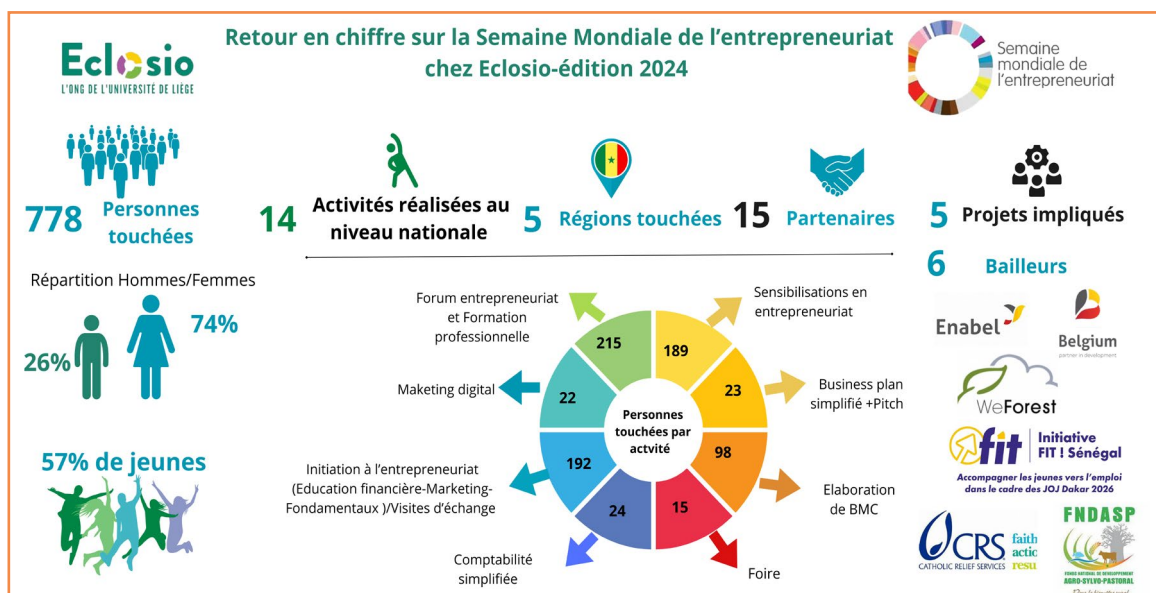 Eclosio
L'ONG DE L'UNIVERSITÉ DE LIÈGE
Retour en chiffre sur la Semaine Mondiale de l'entrepreneuriat
chez Eclosio-édition 2024
Semaine
mondiale de
l'entrepreneuriat
778 Personnes
touchées
14 Activités réalisées au
niveau nationale
5 Régions touchées
15 Partenaires
5 Projets impliqués
6 Bailleurs
Répartition Hommes/Femmes
26%
74%
57% de jeunes
Forum entrepreneuriat
et Formation
professionnelle
215
Sensibilisations en
entrepreneuriat
189
Maketing digital
22
Business plan
simplifié +Pitch
23
Personnes
touchées par
actvité
Initiation à l'entrepreneuriat
(Education financière-Marketing-
Fondamentaux )/Visites d'échange
192
98
Elaboration
de BMC
24
Comptabilité
simplifiée
15
Foire
Enabel
Belgium
partner in development
WeForest
fit
Initiative
FIT ! Sénégal
Accompagner les jeunes vers l'emploi
dans le cadre des JOJ Dakar 2026
CRS
CATHOLIC RELIEF SERVICES
faith
actio
resu
FNDASP
FONDS NATIONAL DE DEVELOPPEMENT
AGRO-SYLVO-PASTORAL